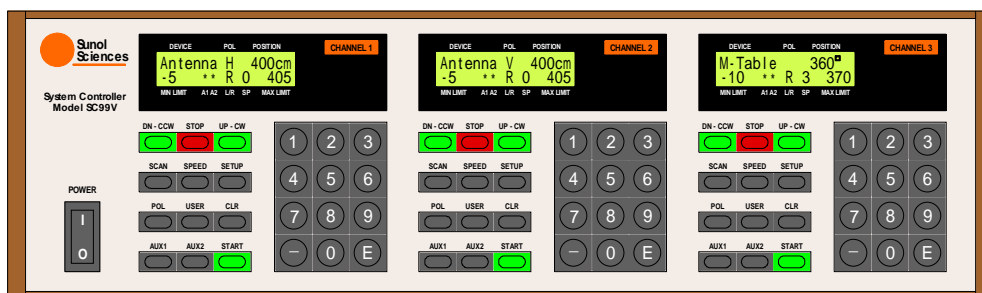 Sunol
Sciences
System Controller
Model SC99V
POWER
I
O
DEVICE POL POSITION
CHANNEL 1
Antenna H 400cm
-5 ** R 0 405
MIN LIMIT A1 A2 L/R SP MAX LIMIT
DN - CCW STOP UP - CW
SCAN SPEED SETUP
POL USER CLR
AUX1 AUX2 START
1 2 3
4 5 6
7 8 9
— 0 E
DEVICE POL POSITION
CHANNEL 2
Antenna V 400cm
-5 ** R 0 405
MIN LIMIT A1 A2 L/R SP MAX LIMIT
DN - CCW STOP UP - CW
SCAN SPEED SETUP
POL USER CLR
AUX1 AUX2 START
1 2 3
4 5 6
7 8 9
— 0 E
DEVICE POL POSITION
CHANNEL 3
M-Table 360°
-10 ** R 3 370
MIN LIMIT A1 A2 L/R SP MAX LIMIT
DN - CCW STOP UP - CW
SCAN SPEED SETUP
POL USER CLR
AUX1 AUX2 START
1 2 3
4 5 6
7 8 9
— 0 E